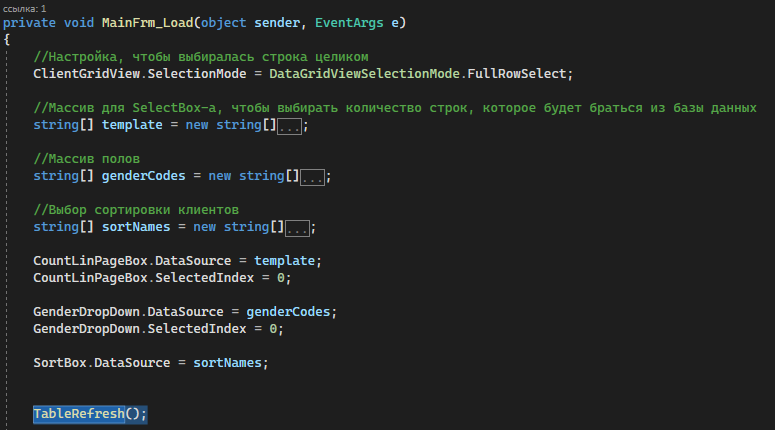 ссылка: 1
private void MainFrm_Load(object sender, EventArgs e)
{
//Настройка, чтобы выбиралась строка целиком
ClientGridView.SelectionMode = DataGridViewSelectionMode.FullRowSelect;
//Массив для SelectBox-а, чтобы выбирать количество строк, которое будет браться из базы данных
string[] template = new string[]...;
//Массив полов
string[] genderCodes = new string[]...;
//Выбор сортировки клиентов
string[] sortNames = new string[]...;
CountLinPageBox.DataSource = template;
CountLinPageBox.SelectedIndex = 0;
GenderDropDown.DataSource = genderCodes;
GenderDropDown.SelectedIndex = 0;
SortBox.DataSource = sortNames;
TableRefresh();